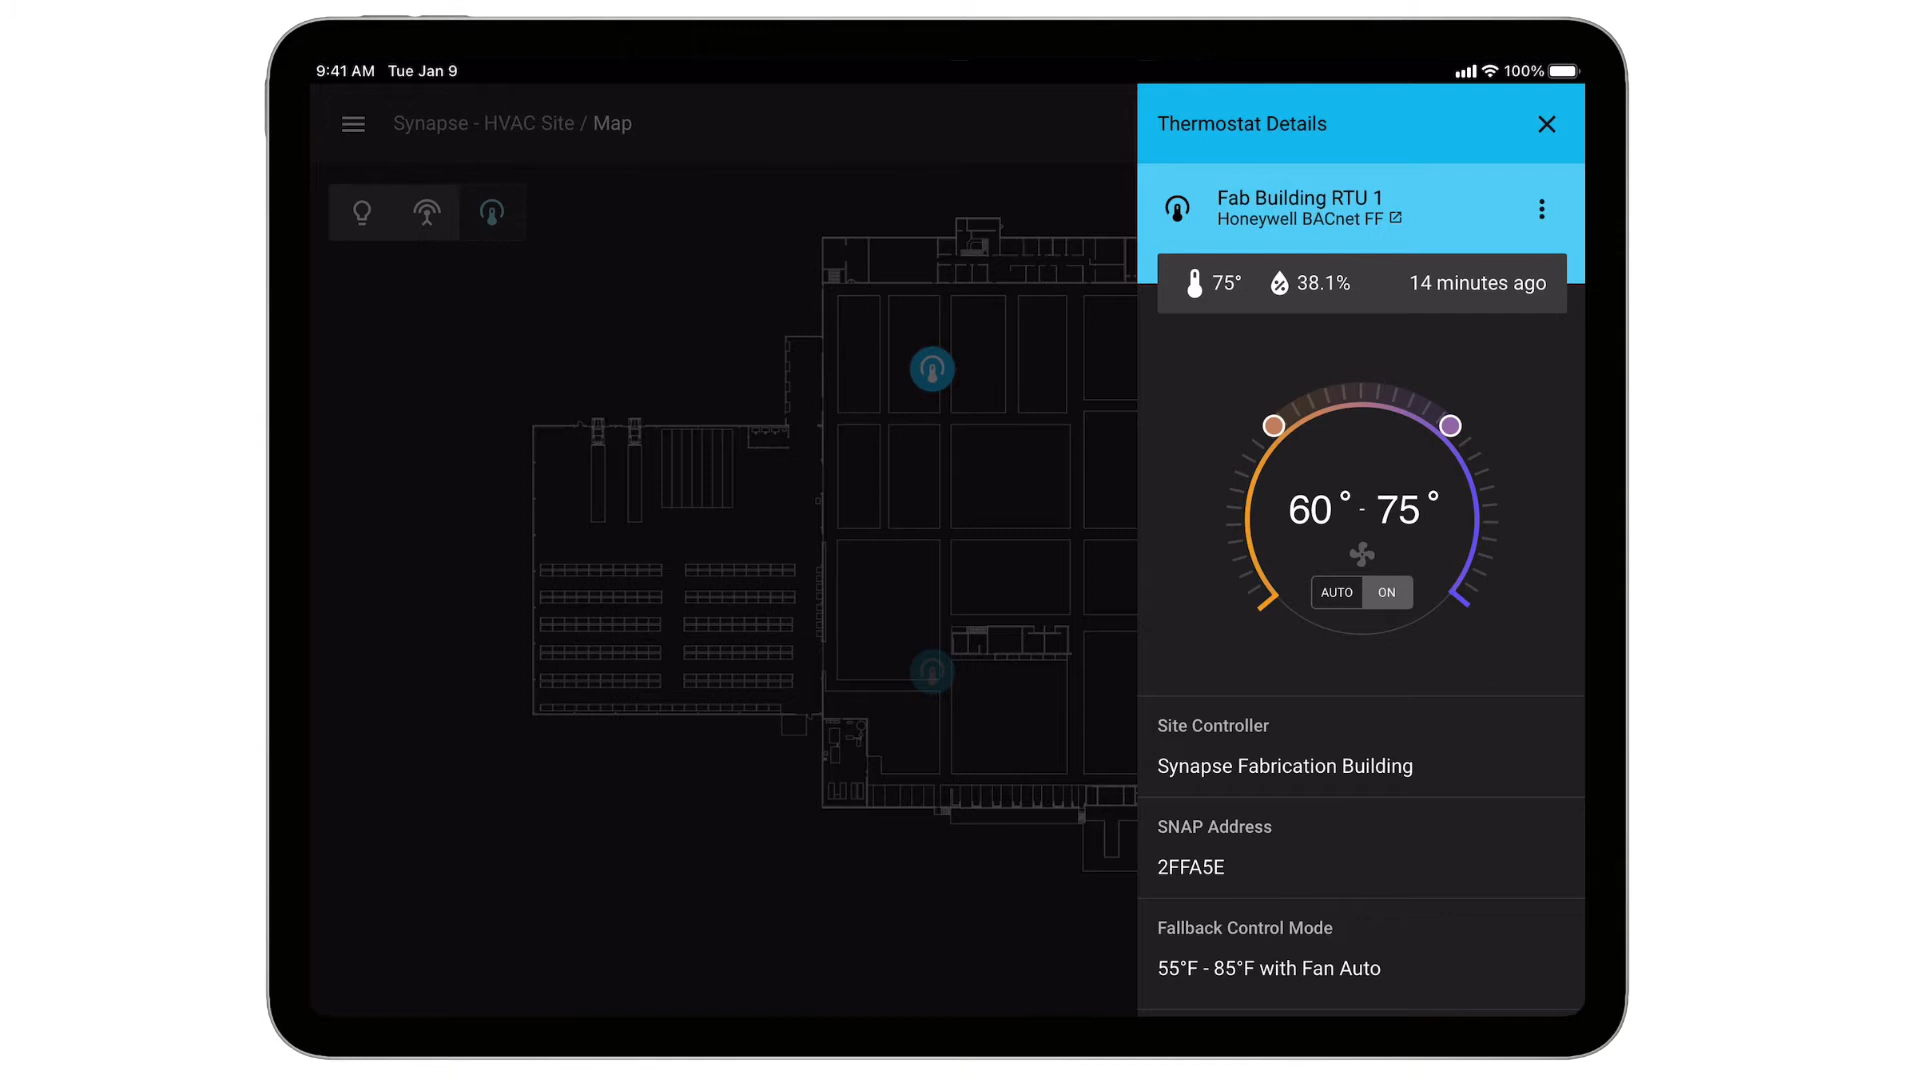 9:41 AM Tue Jan 9
100%
Synapse - HVAC Site / Map
Thermostat Details
Fab Building RTU 1
Honeywell BACnet FF
75° 38.1% 14 minutes ago
60° - 75°
AUTO ON
Site Controller
Synapse Fabrication Building
SNAP Address
2FFA5E
Fallback Control Mode
55°F - 85°F with Fan Auto